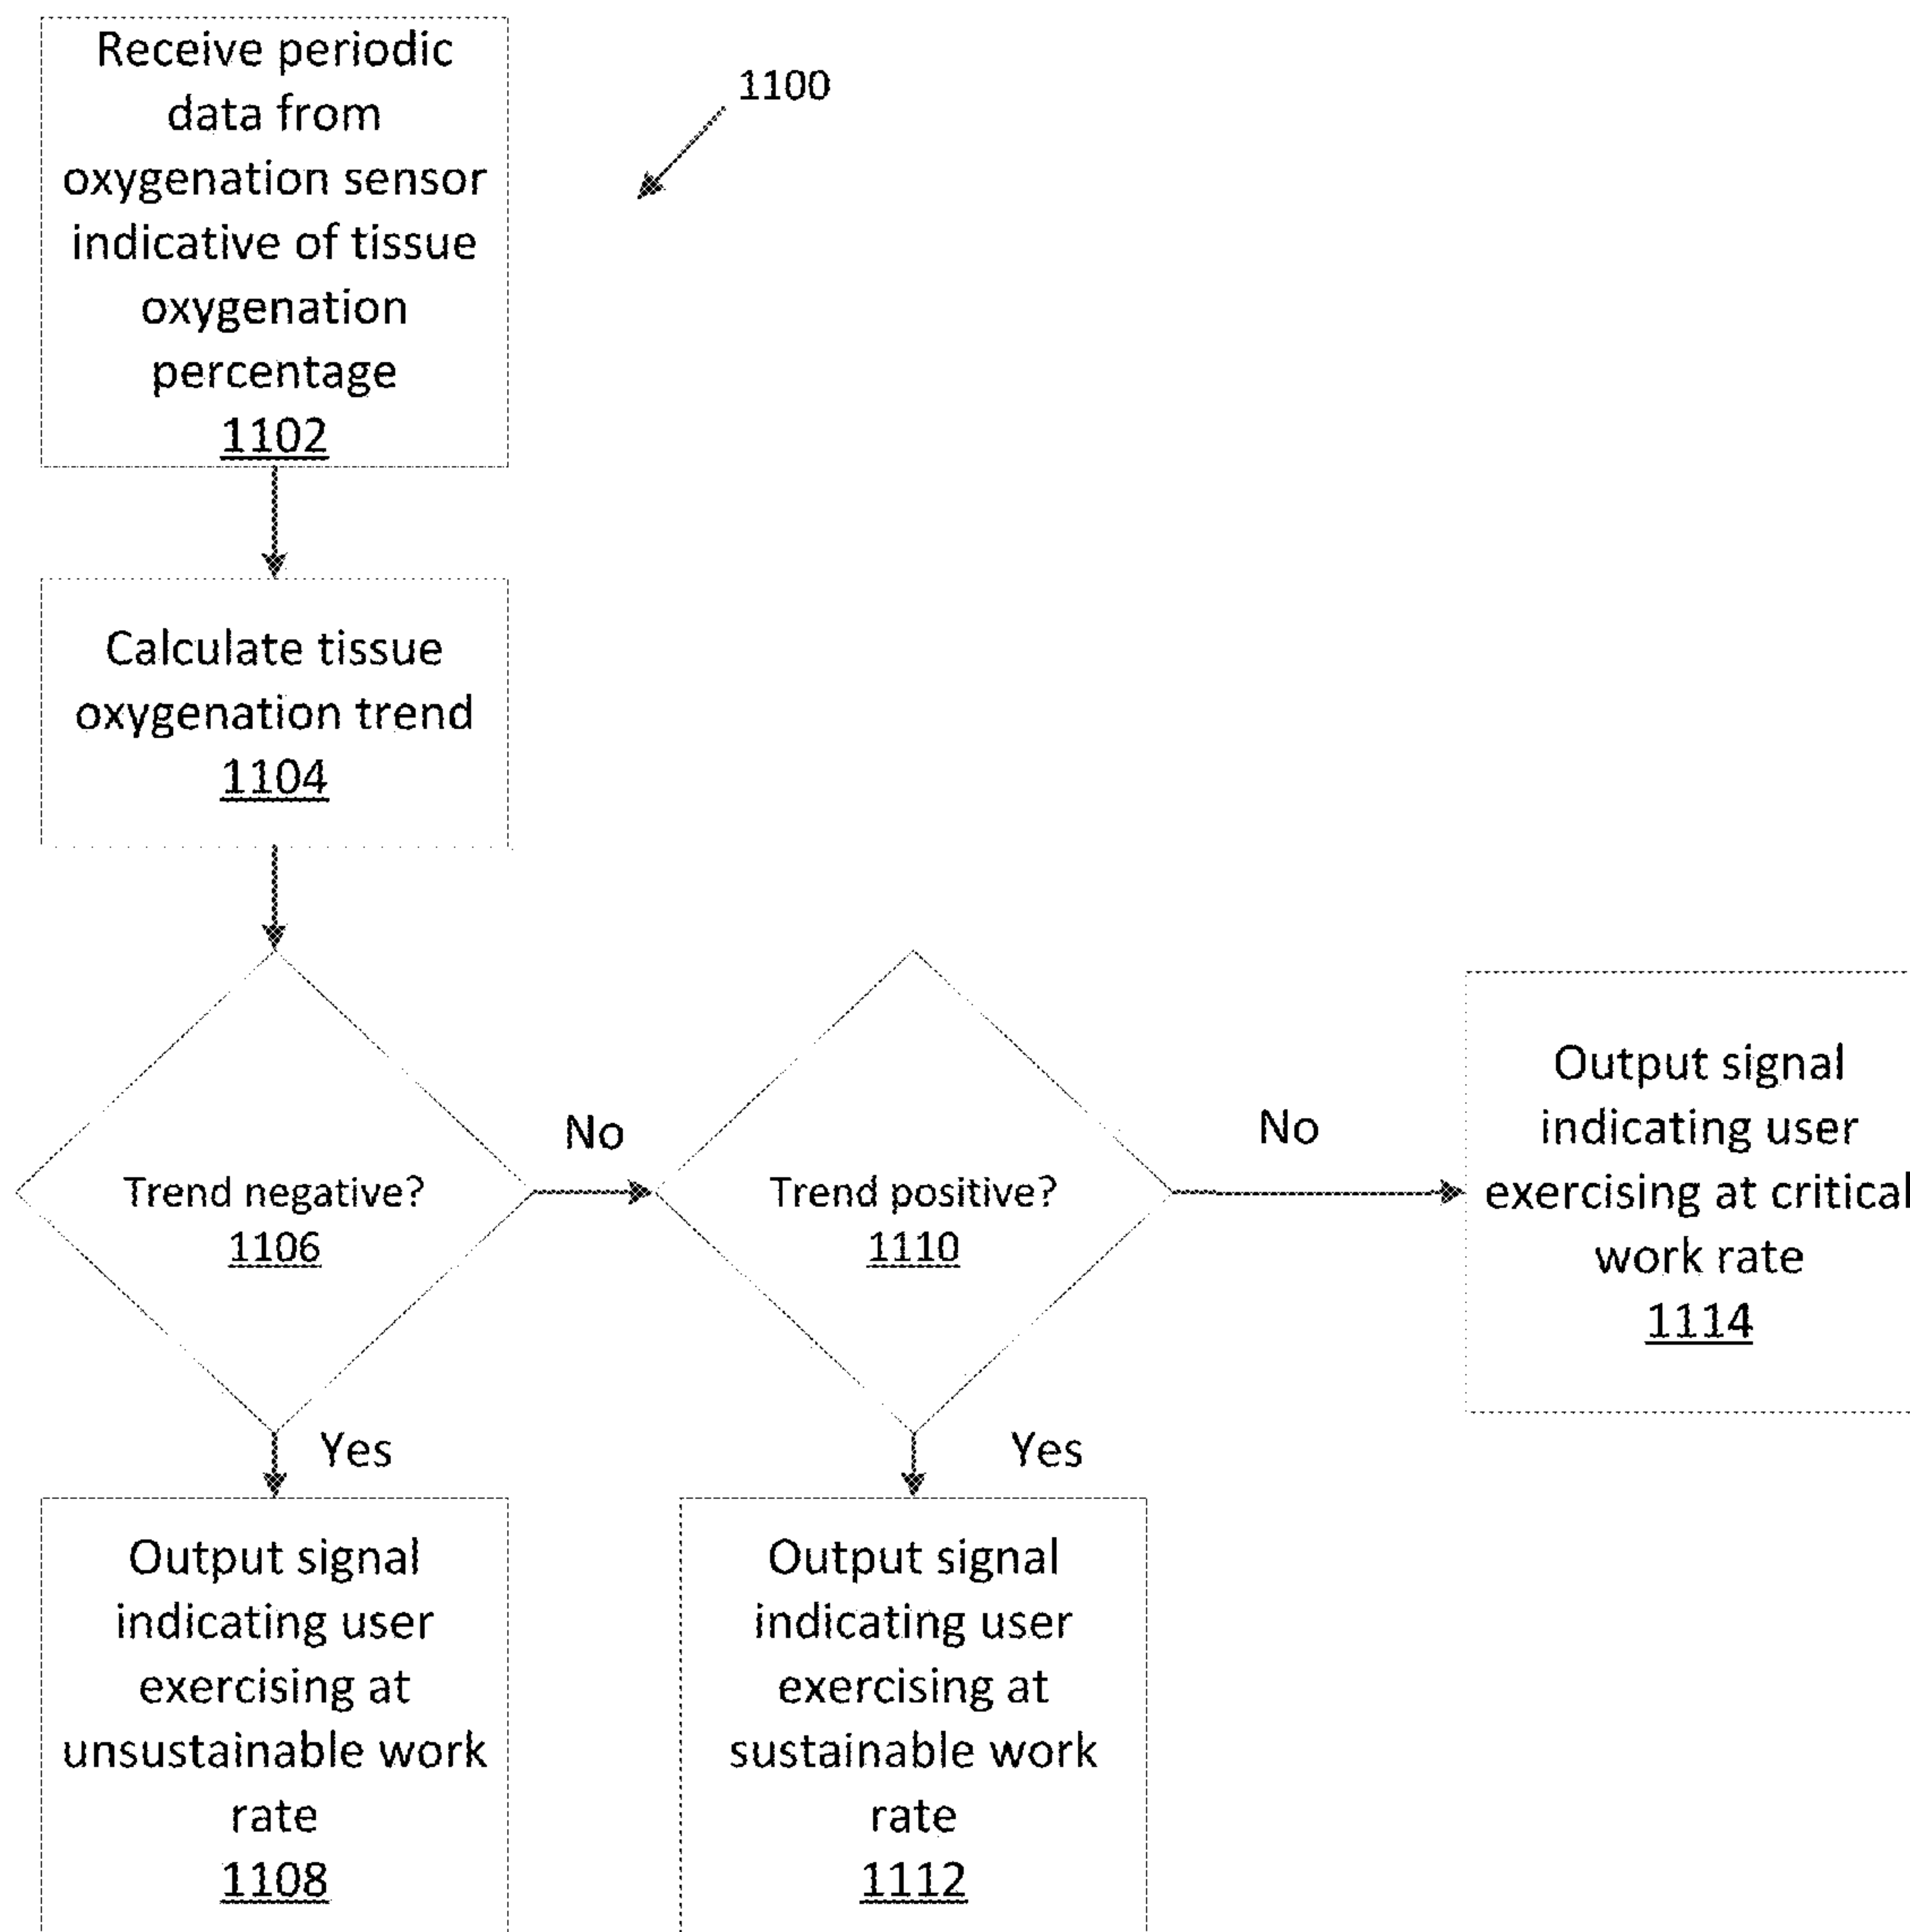 Receive periodic
data from
oxygenation sensor
indicative of tissue
oxygenation
percentage
1102
1100
Calculate tissue
oxygenation trend
1104
Trend negative?
1106
No
Yes
Trend positive?
1110
No
Yes
Output signal
indicating user
exercising at critical
work rate
1114
Output signal
indicating user
exercising at
unsustainable work
rate
1108
Output signal
indicating user
exercising at
sustainable work
rate
1112